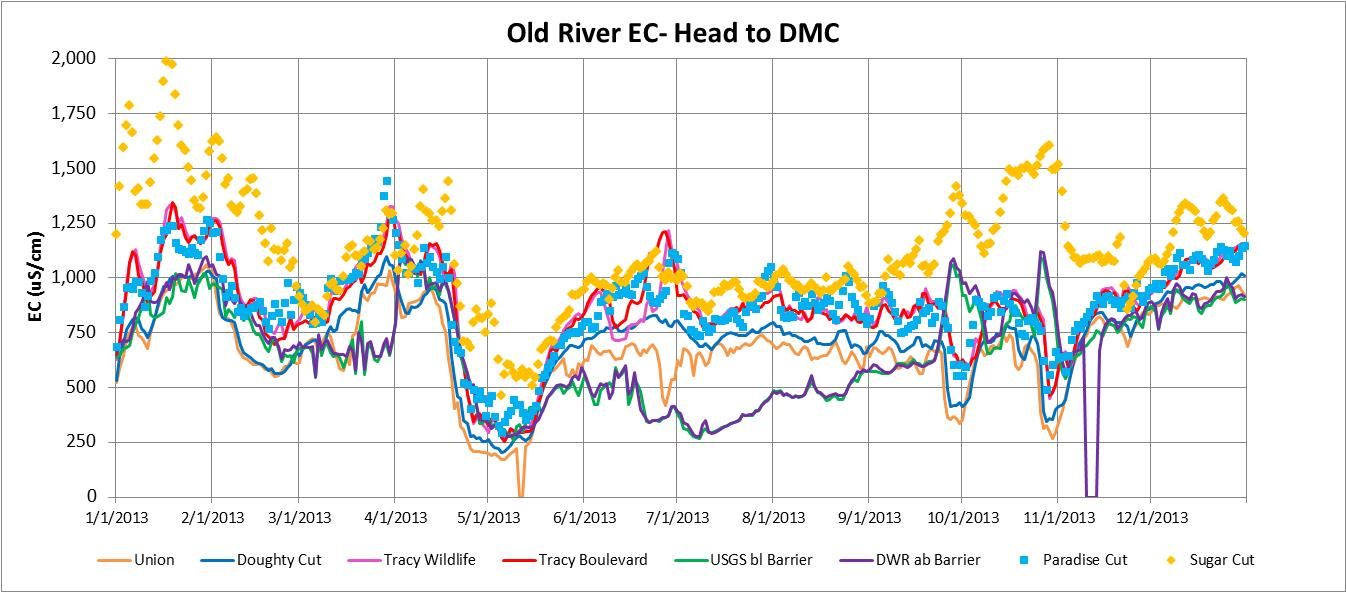 Old River EC- Head to DMC
EC (uS/cm)
2,000
1,750
1,500
1,250
1,000
750
500
250
0
1/1/2013 2/1/2013 3/1/2013 4/1/2013 5/1/2013 6/1/2013 7/1/2013 8/1/2013 9/1/2013 10/1/2013 11/1/2013 12/1/2013
Union Doughty Cut Tracy Wildlife Tracy Boulevard USGS bl Barrier DWR ab Barrier Paradise Cut Sugar Cut